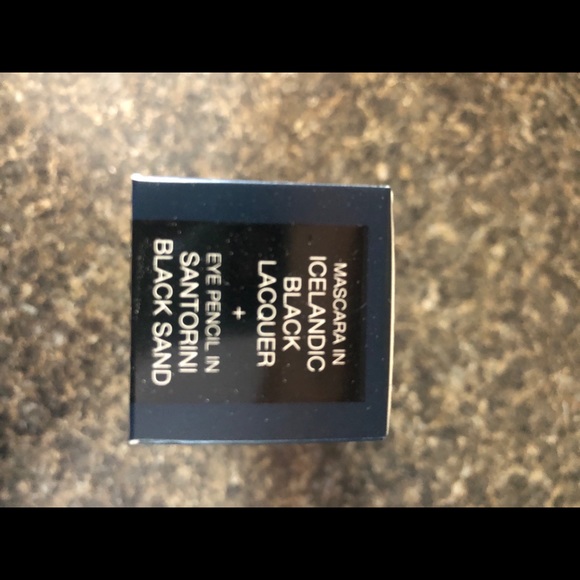 MASCARA IN
ICELANDIC
BLACK
LACQUER
+
EYE PENCIL IN
SANTORINI
BLACK SAND